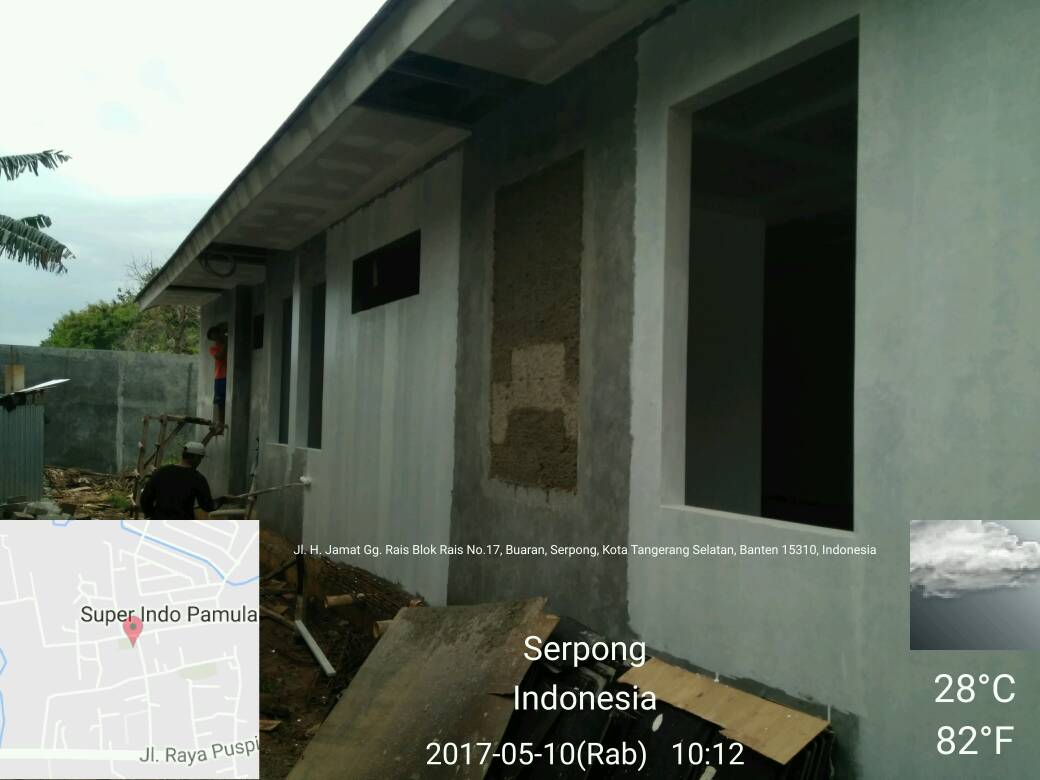 Jl. H. Jamat Gg. Rais Blok Rais No.17, Buaran, Serpong, Kota Tangerang Selatan, Banten 15310, Indonesia
Super Indo Pamula
Serpong
Indonesia
28°C
Jl. Raya Puspi
2017-05-10(Rab) 10:12
82°F